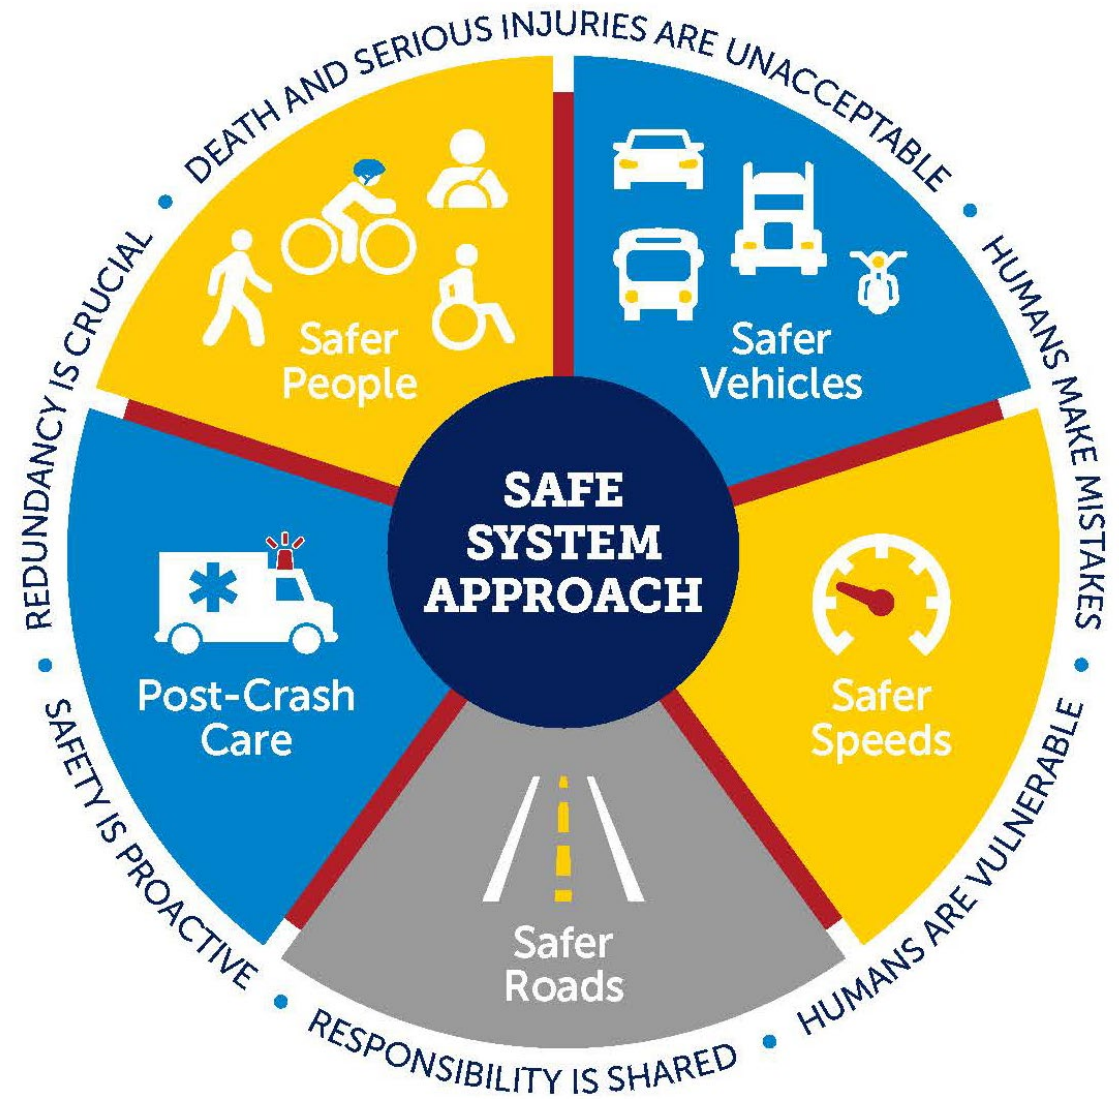 DEATH AND SERIOUS INJURIES ARE UNACCEPTABLE
HUMANS MAKE MISTAKES
HUMANS ARE VULNERABLE
RESPONSIBILITY IS SHARED
SAFETY IS PROACTIVE
REDUNDANCY IS CRUCIAL
Safer
People
Safer
Vehicles
SAFE
SYSTEM
APPROACH
Safer
Speeds
Post-Crash
Care
Safer
Roads